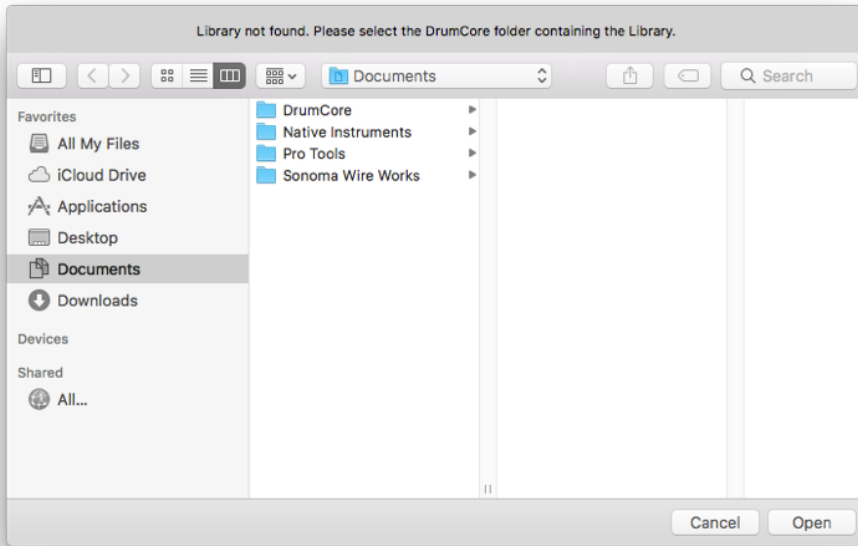 Library not found. Please select the DrumCore folder containing the Library.
Documents
Search
Favorites
All My Files
iCloud Drive
Applications
Desktop
Documents
Downloads
Devices
Shared
All...
DrumCore
Native Instruments
Pro Tools
Sonoma Wire Works
Cancel
Open